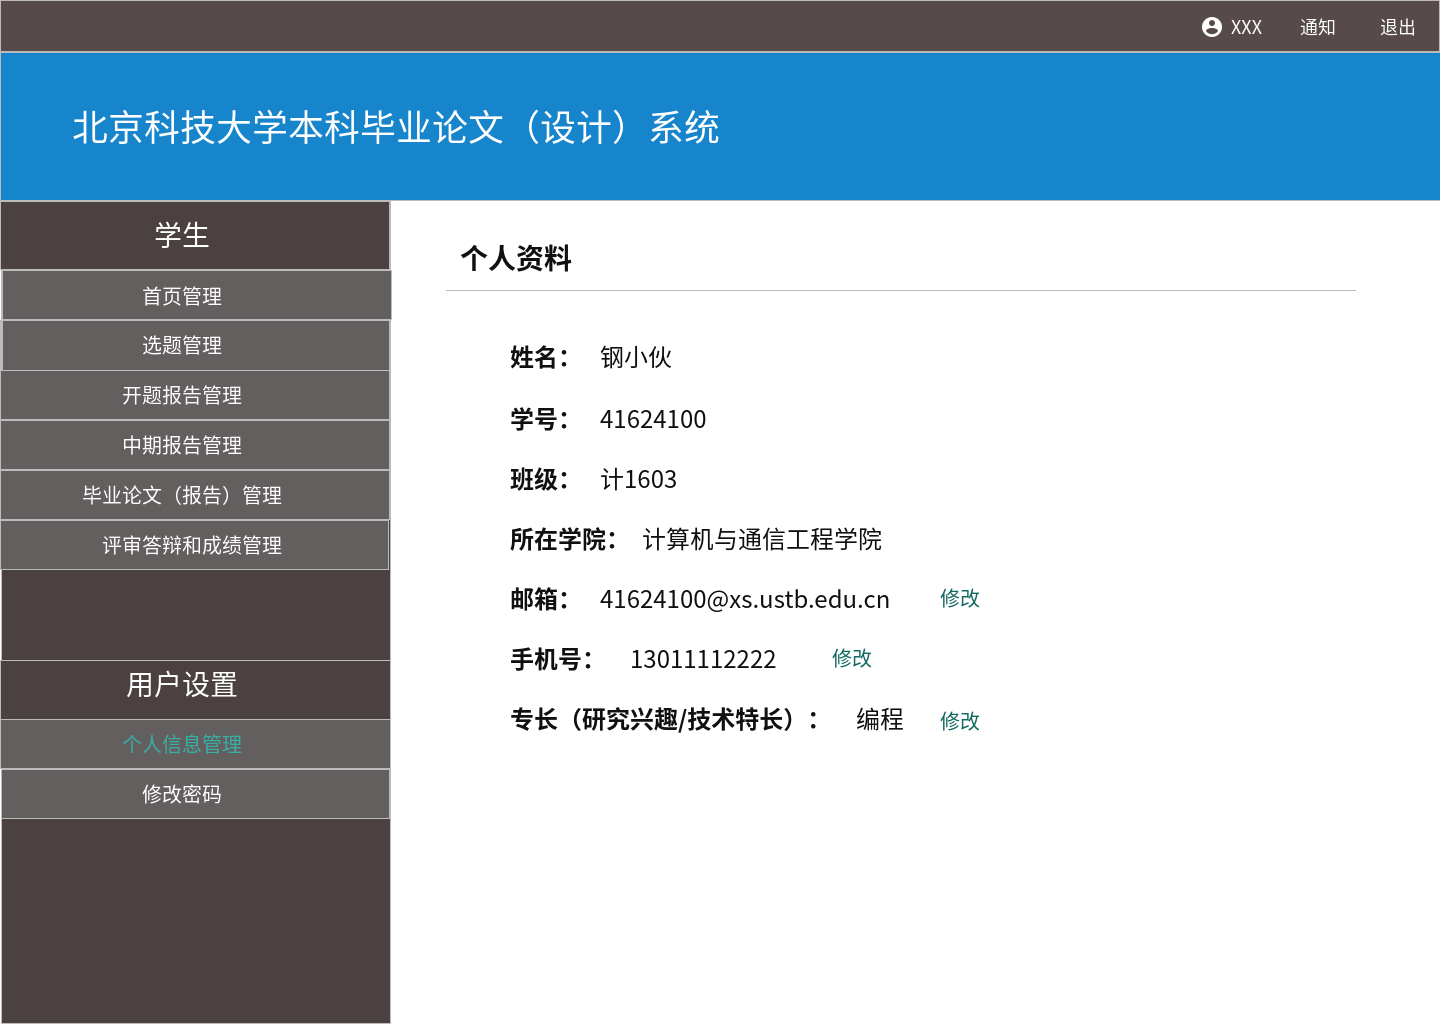 XXX 通知 退出
北京科技大学本科毕业论文（设计）系统
学生
首页管理
选题管理
开题报告管理
中期报告管理
毕业论文（报告）管理
评审答辩和成绩管理
用户设置
个人信息管理
修改密码
个人资料
姓名： 钢小伙
学号： 41624100
班级： 计1603
所在学院： 计算机与通信工程学院
邮箱： 41624100@xs.ustb.edu.cn 修改
手机号： 13011112222 修改
专长（研究兴趣/技术特长）： 编程 修改